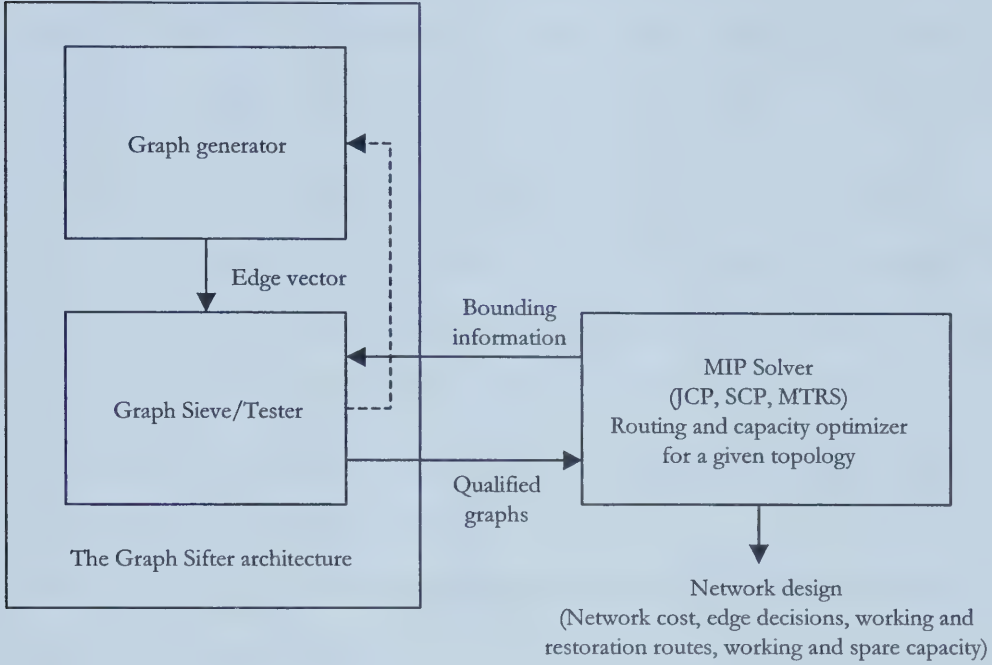 Graph generator
Edge vector
Bounding
information
Graph Sieve/Tester
MIP Solver
(JCP, SCP, MTRS)
Routing and capacity optimizer
for a given topology
Qualified
graphs
The Graph Sifter architecture
Network design
(Network cost, edge decisions, working and
restoration routes, working and spare capacity)